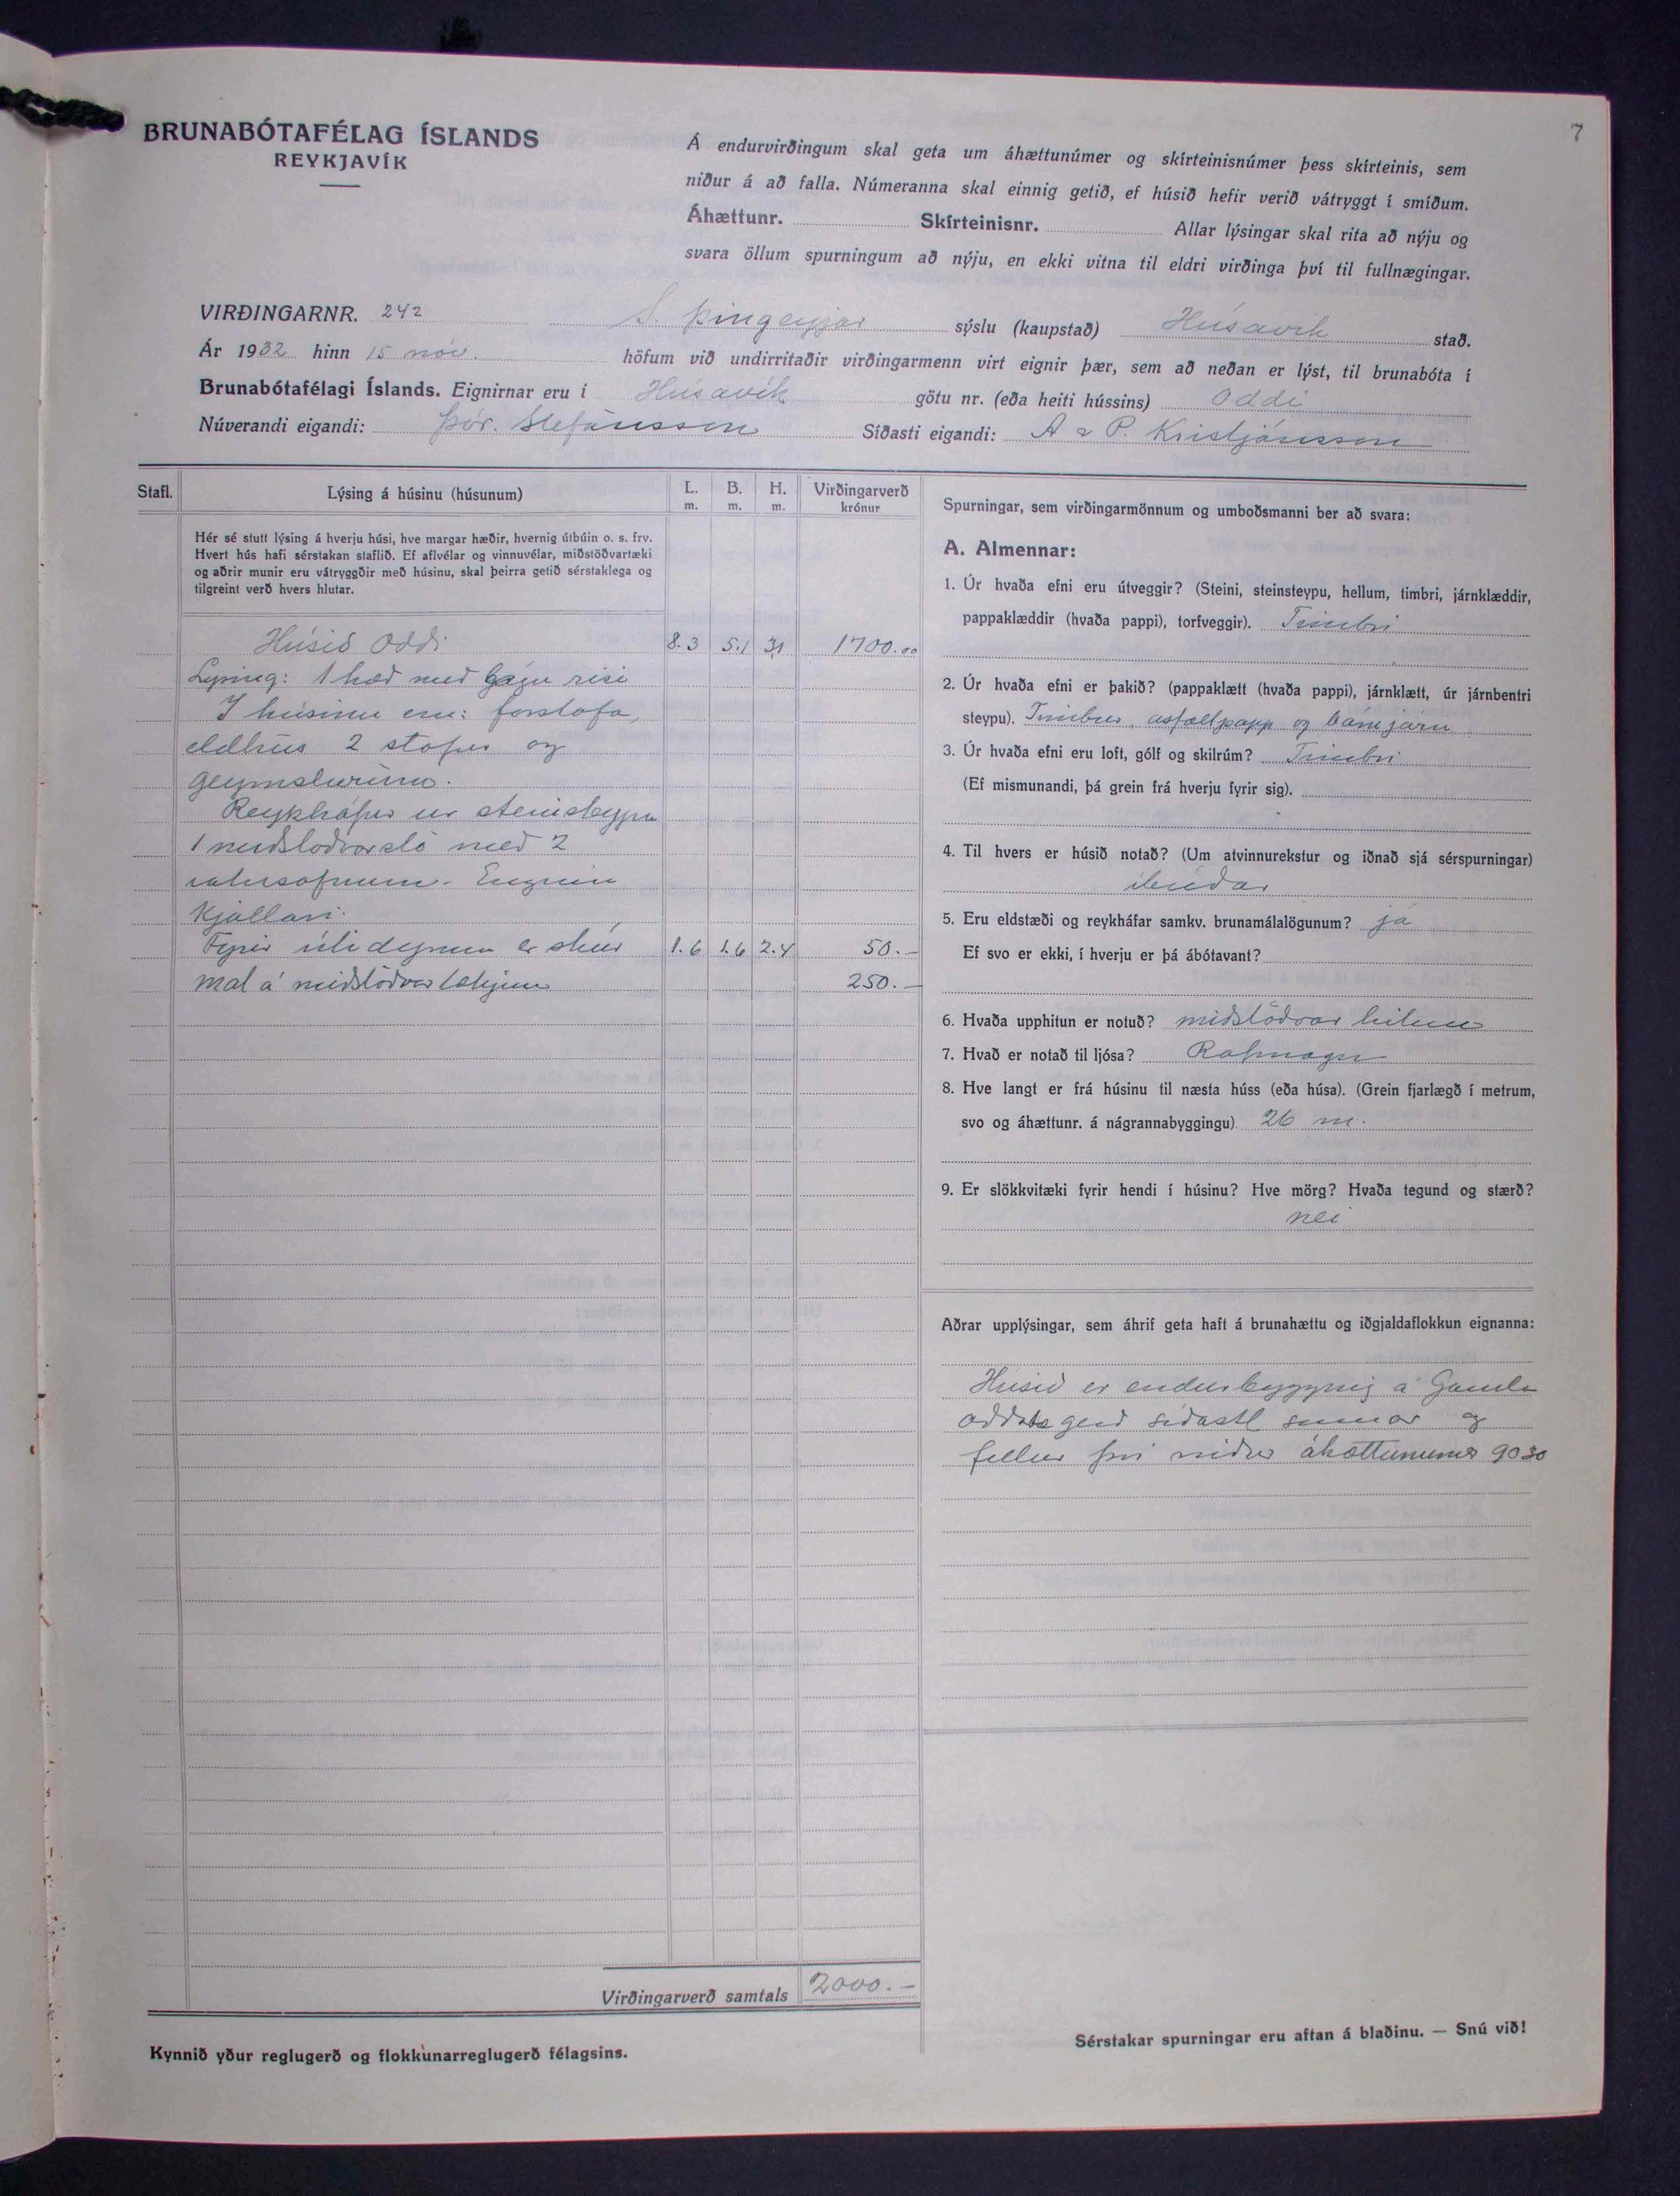 7
BRUNABÓTAFÉLAG ÍSLANDS
REYKJAVÍK
Á endurvirðingum skal geta um áhættunúmer og skírteinisnúmer þess skírteinis, sem
niður á að falla. Númeranna skal einnig getið, ef húsið hefir verið vátryggt í smíðum.
Áhættunr. Skírteinisnr. Allar lýsingar skal rita að nýju og
svara öllum spurningum að nýju, en ekki vitna til eldri virðinga því til fullnægingar.
VIRÐINGARNR. 242 S. Þingeyjar sýslu (kaupstað) Húsavík stað.
Ár 1932 hinn 15 nóv. höfum við undirritaðir virðingarmenn virt eignir þær, sem að neðan er lýst, til brunabóta í
Brunabótafélagi Íslands. Eignirnar eru í Húsavík götu nr. (eða heiti hússins) Oddi
Núverandi eigandi: Þór. Stefánsson Síðasti eigandi: A & P. Kristjánsson
Stafl. Lýsing á húsinu (húsunum) L. m. B. m. H. m. Virðingarverð krónur
Hér sé stutt lýsing á hverju húsi, hve margar hæðir, hvernig útbúin o. s. frv.
Hvert hús hafi sérstakan staflið. Ef aflvélar og vinnuvélar, miðstöðvartæki
og aðrir munir eru vátryggðir með húsinu, skal þeirra getið sérstaklega og
tilgreint verð hvers hlutar.
Húsið Oddi 8.3 5.1 3.1 1700.00
Lysing: 1 hæð með lágu risi
I húsinu eru: forstofa,
eldhús 2 stofur og
geymslurúm.
Reykháfur úr steinsteypu
1 miðstöðvarstó með 2
vatnsofnum - Enginn
Kjallari.
Fyrir útidyrum er skúr 1.6 1.6 2.4 50.-
Mat á miðstöðvartækjum 250.-
Virðingarverð samtals 2000.-
Kynnið yður reglugerð og flokkunarreglugerð félagsins.
Spurningar, sem virðingarmönnum og umboðsmanni ber að svara:
A. Almennar:
1. Úr hvaða efni eru útveggir? (Steini, steinsteypu, hellum, timbri, járnklæddir,
pappaklæddir (hvaða pappi), torfveggir). Timbri
2. Úr hvaða efni er þakið? (pappaklætt (hvaða pappi), járnklætt, úr járnbentri
steypu). Timbur, asfaltpapp og bárujárn
3. Úr hvaða efni eru loft, gólf og skilrúm? Timbri
(Ef mismunandi, þá grein frá hverju fyrir sig).
4. Til hvers er húsið notað? (Um atvinnurekstur og iðnað sjá sérspurningar)
íbúðar
5. Eru eldstæði og reykháfar samkv. brunamálalögunum? já
Ef svo er ekki, í hverju er þá ábótavant?
6. Hvaða upphitun er notuð? miðstöðvar hitun
7. Hvað er notað til ljósa? Rafmagn
8. Hve langt er frá húsinu til næsta húss (eða húsa). (Grein fjarlægð í metrum,
svo og áhættunr. á nágrannabyggingu) 26 m.
9. Er slökkvitæki fyrir hendi í húsinu? Hve mörg? Hvaða tegund og stærð?
nei
Aðrar upplýsingar, sem áhrif geta haft á brunahættu og iðgjaldaflokkun eignanna:
Húsið er endurbygging á Gamla
gerð síðastl sumar og
fellur því niður áhættunumer 9030
Sérstakar spurningar eru aftan á blaðinu. — Snú við!